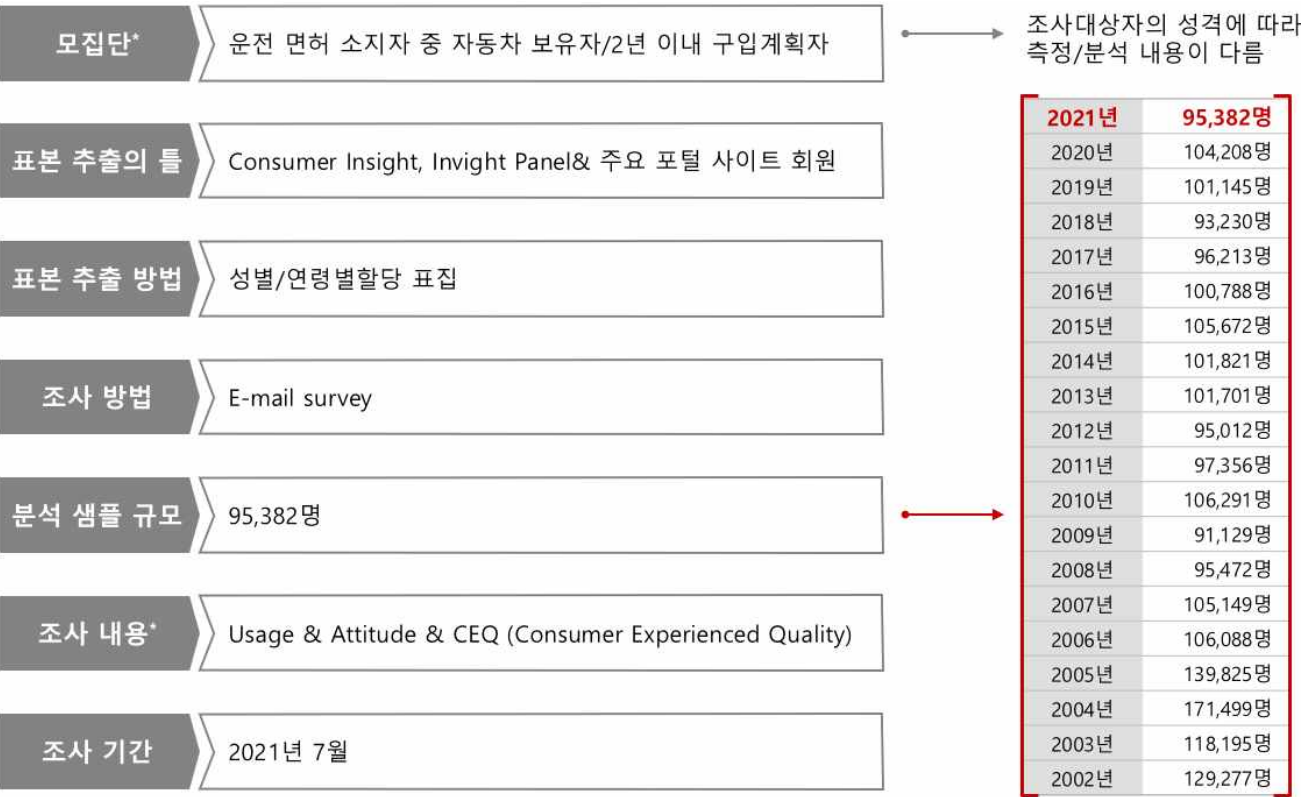 모집단*
운전 면허 소지자 중 자동차 보유자/2년 이내 구입계획자
조사대상자의 성격에 따라
측정/분석 내용이 다름
표본 추출의 틀
Consumer Insight, Invight Panel& 주요 포털 사이트 회원
표본 추출 방법
성별/연령별할당 표집
조사 방법
E-mail survey
분석 샘플 규모
95,382명
조사 내용*
Usage & Attitude & CEQ (Consumer Experienced Quality)
조사 기간
2021년 7월
2021년 95,382명
2020년 104,208명
2019년 101,145명
2018년 93,230명
2017년 96,213명
2016년 100,788명
2015년 105,672명
2014년 101,821명
2013년 101,701명
2012년 95,012명
2011년 97,356명
2010년 106,291명
2009년 91,129명
2008년 95,472명
2007년 105,149명
2006년 106,088명
2005년 139,825명
2004년 171,499명
2003년 118,195명
2002년 129,277명